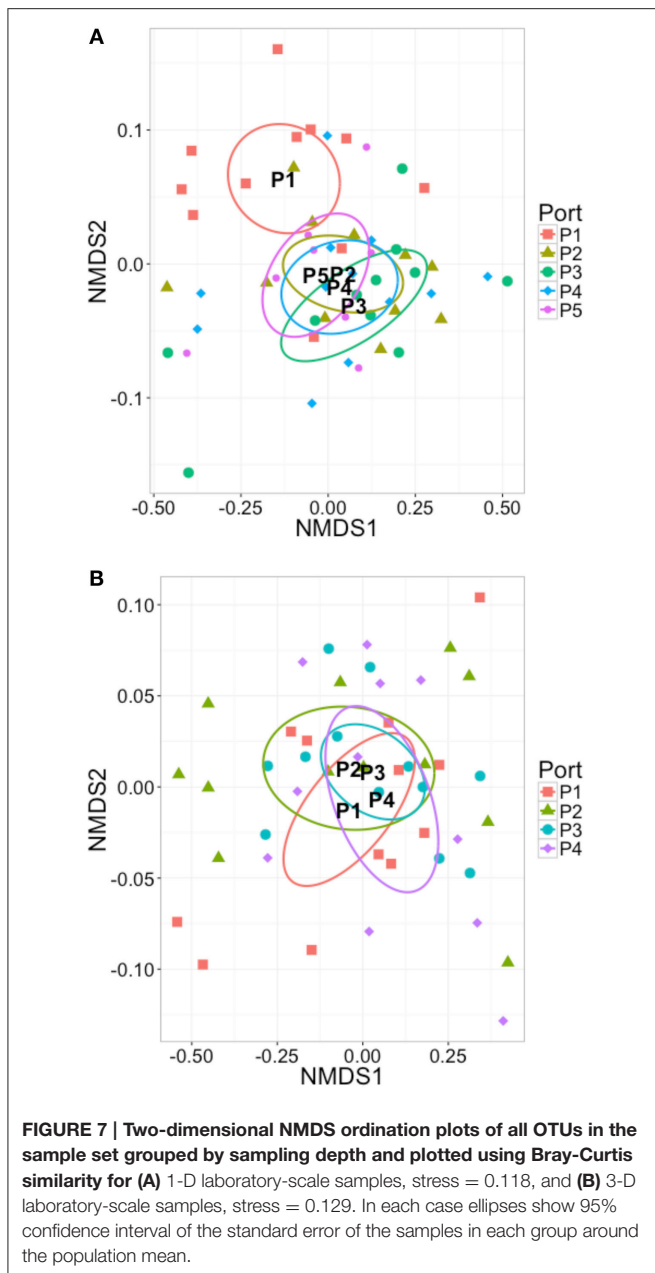 A
NMDS2
0.1
0.0
-0.1
P1
P5 P2
P4
P3
-0.50 -0.25 0.00 0.25 0.50
NMDS1
Port
P1
P2
P3
P4
P5
B
NMDS2
0.10
0.05
0.00
-0.05
-0.10
P2 P3
P4
P1
-0.50 -0.25 0.00 0.25
NMDS1
Port
P1
P2
P3
P4
FIGURE 7 | Two-dimensional NMDS ordination plots of all OTUs in the
sample set grouped by sampling depth and plotted using Bray-Curtis
similarity for (A) 1-D laboratory-scale samples, stress = 0.118, and (B) 3-D
laboratory-scale samples, stress = 0.129. In each case ellipses show 95%
confidence interval of the standard error of the samples in each group around
the population mean.